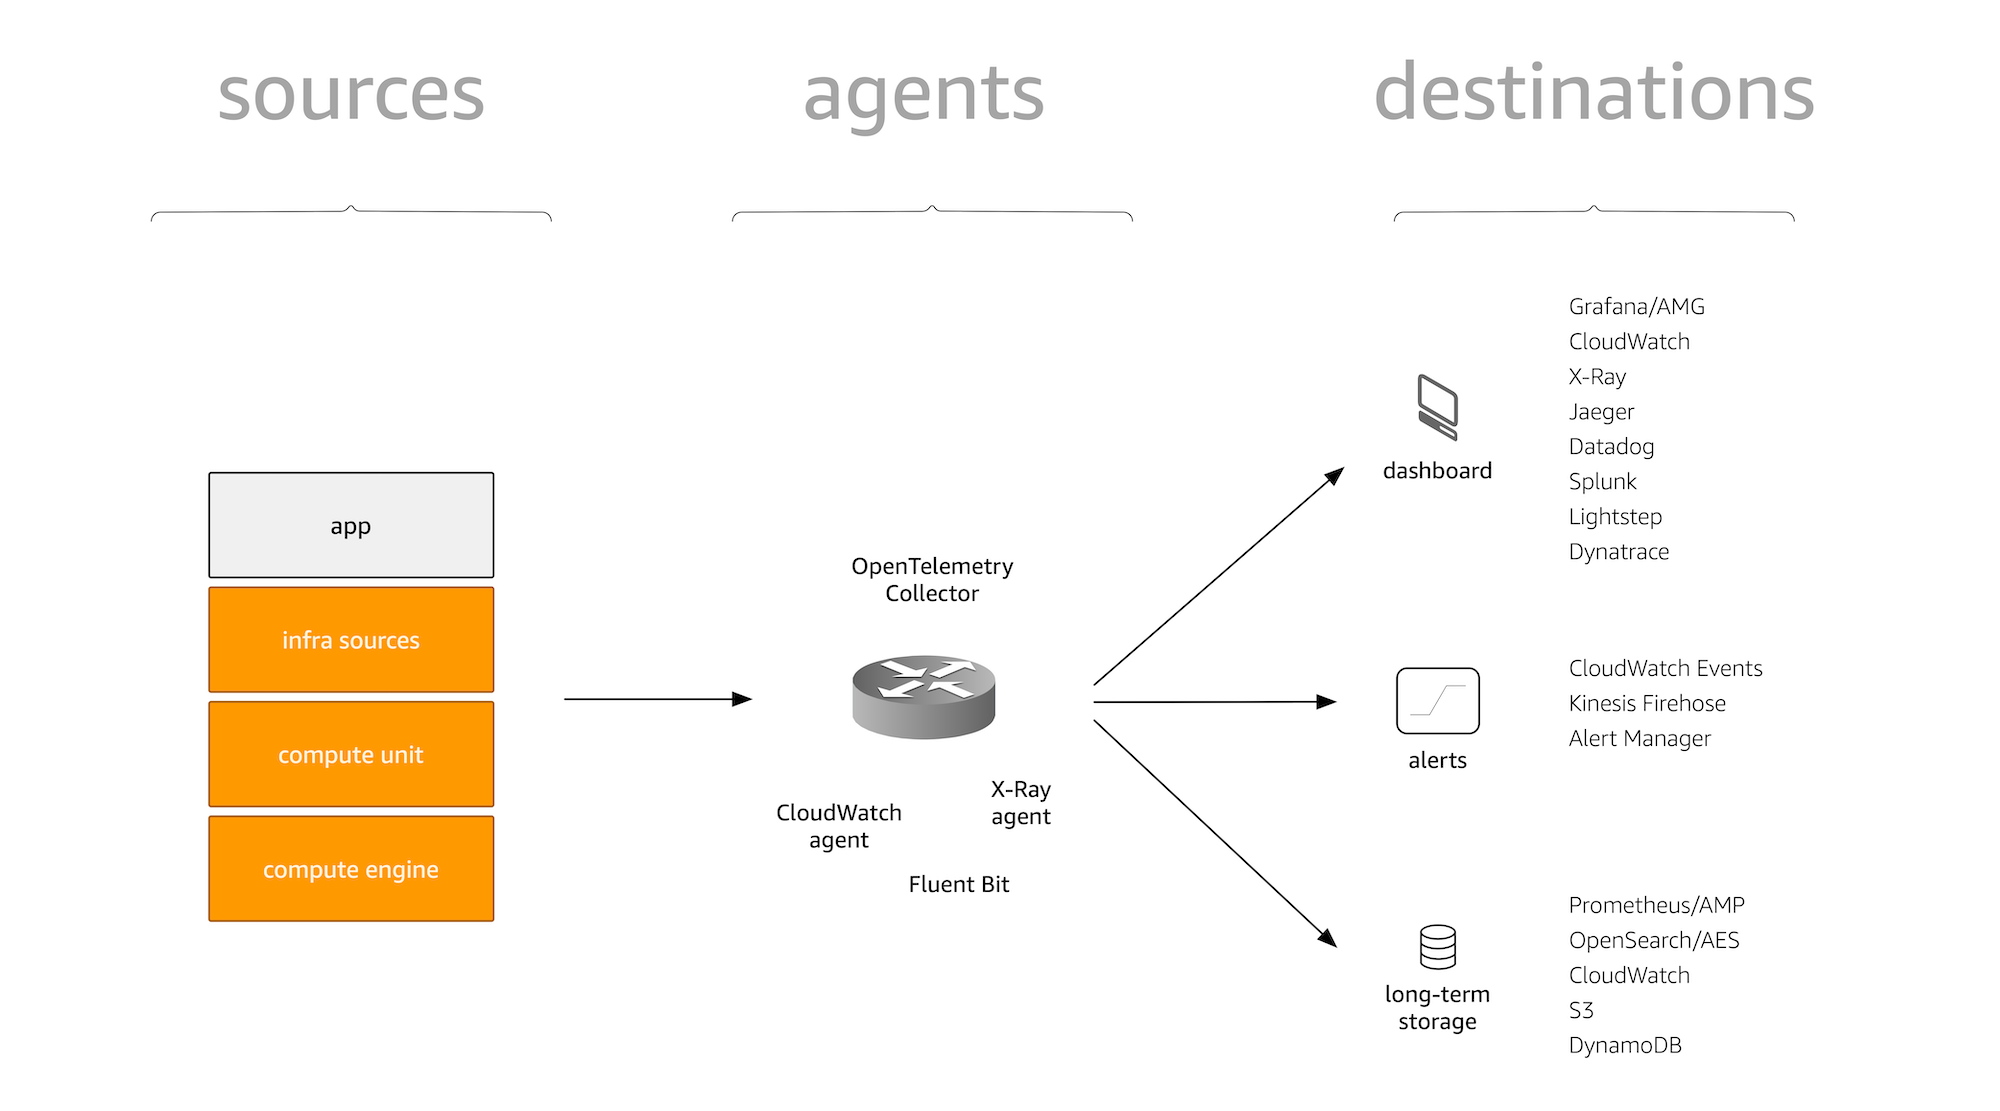 sources
agents
destinations
app
infra sources
compute unit
compute engine
OpenTelemetry
Collector
CloudWatch
agent
X-Ray
agent
Fluent Bit
dashboard
Grafana/AMG
CloudWatch
X-Ray
Jaeger
Datadog
Splunk
Lightstep
Dynatrace
alerts
CloudWatch Events
Kinesis Firehose
Alert Manager
long-term
storage
Prometheus/AMP
OpenSearch/AES
CloudWatch
S3
DynamoDB